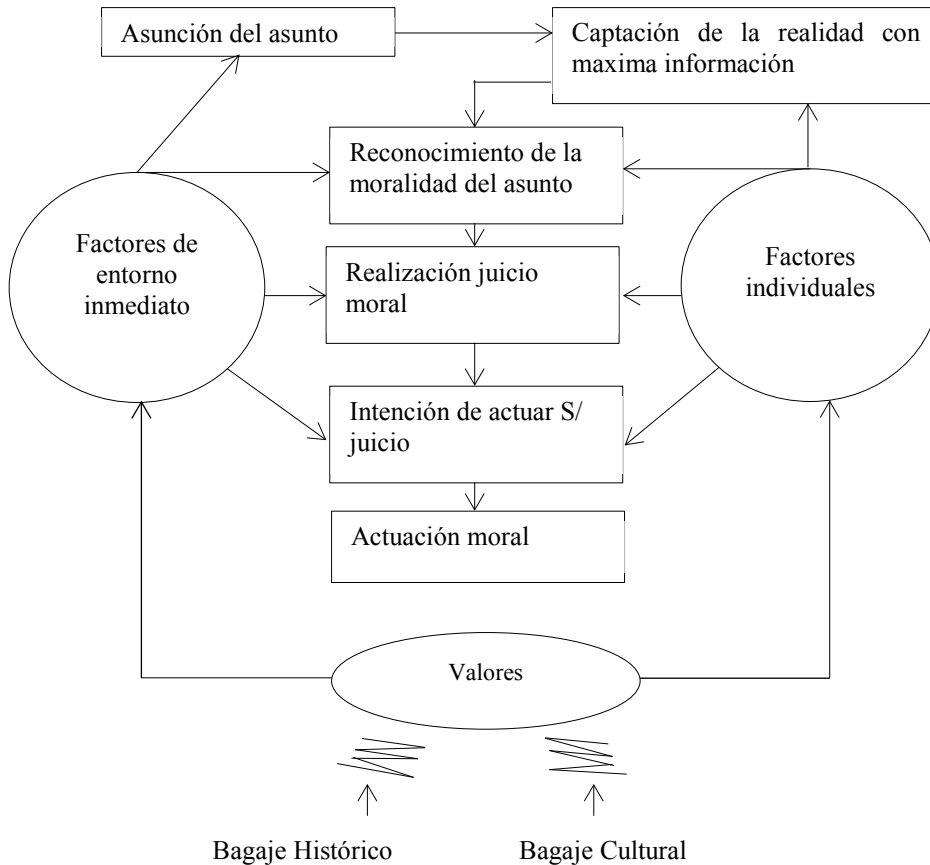 Asunción del asunto
Captación de la realidad con
maxima información
Reconocimiento de la
moralidad del asunto
Factores de
entorno
inmediato
Factores
individuales
Realización juicio
moral
Intención de actuar S/
juicio
Actuación moral
Valores
Bagaje Histórico
Bagaje Cultural